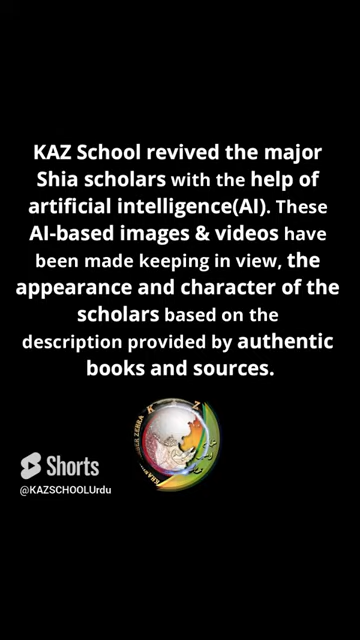 KAZ School revived the major
Shia scholars with the help of
artificial intelligence(AI). These
AI-based images & videos have
been made keeping in view, the
appearance and character of the
scholars based on the
description provided by authentic
books and sources.
K A Z
Shorts
@KAZSCHOOLUrdu